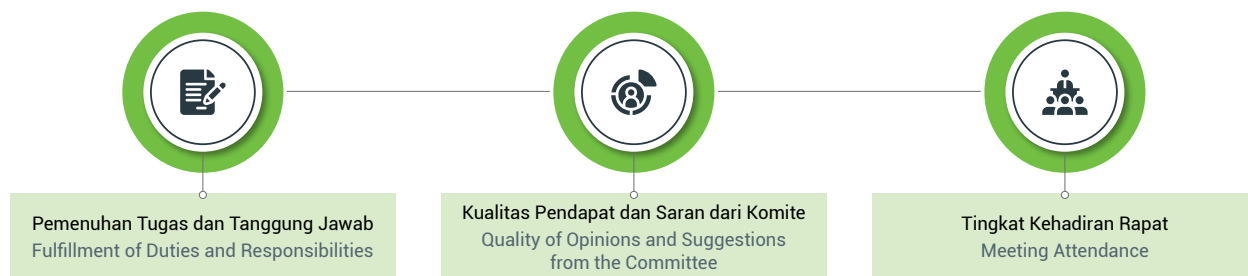 Pemenuhan Tugas dan Tanggung Jawab
Fulfillment of Duties and Responsibilities
Kualitas Pendapat dan Saran dari Komite
Quality of Opinions and Suggestions
from the Committee
Tingkat Kehadiran Rapat
Meeting Attendance